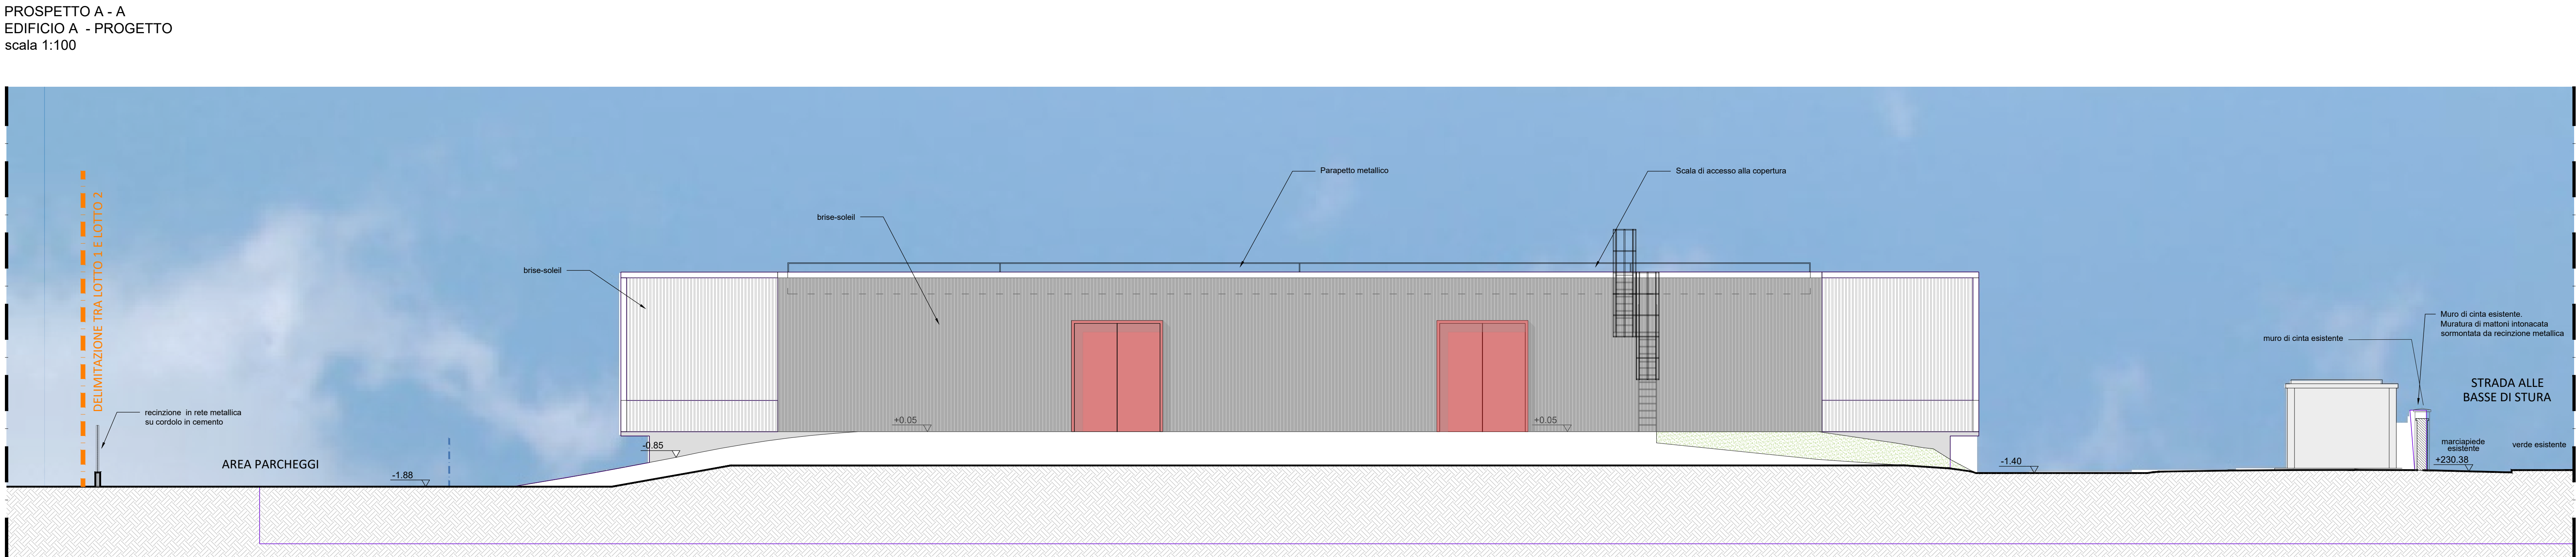 PROSPETTO A - A
EDIFICIO A - PROGETTO
scala 1:100
DELIMITAZIONE TRA LOTTO 1 E LOTTO 2
recinzione in rete metallica
su cordolo in cemento
AREA PARCHEGGI
-1.88
brise-soleil
-0.85
brise-soleil
+0.05
Parapetto metallico
+0.05
Scala di accesso alla copertura
-1.40
muro di cinta esistente
Muro di cinta esistente.
Muratura di mattoni intonacata
sormontata da recinzione metallica
STRADA ALLE
BASSE DI STURA
marciapiede
esistente
+230.38
verde esistente